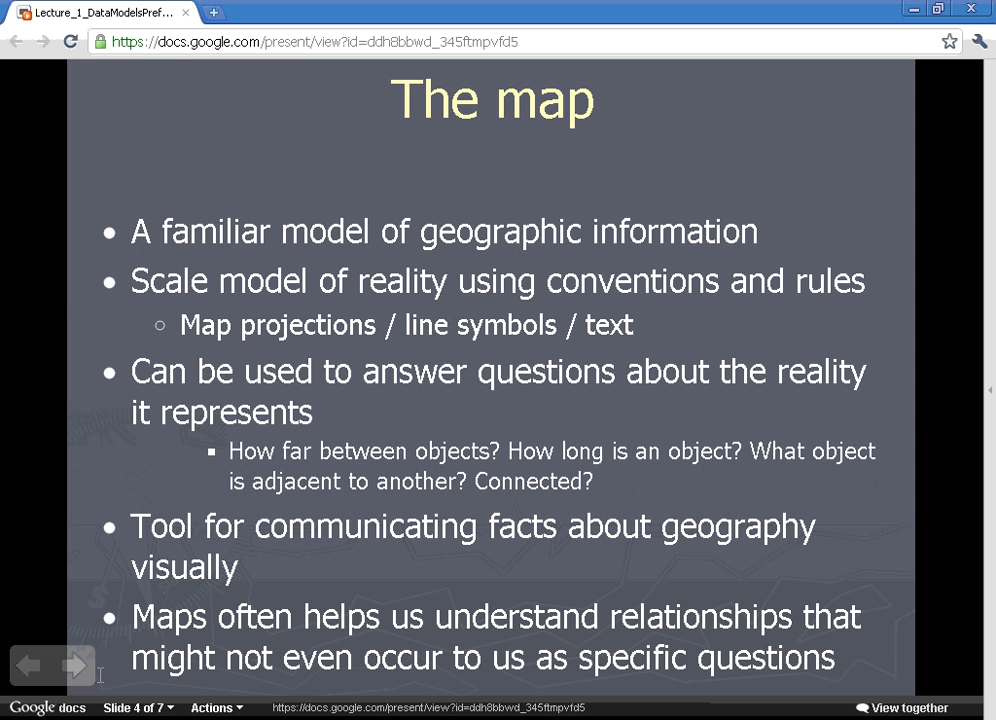 Lecture_1_DataModelsPref...
https://docs.google.com/present/view?id=ddh8bbwd_345ftmpvfd5
The map
• A familiar model of geographic information
• Scale model of reality using conventions and rules
○ Map projections / line symbols / text
• Can be used to answer questions about the reality
it represents
▪ How far between objects? How long is an object? What object
is adjacent to another? Connected?
• Tool for communicating facts about geography
visually
• Maps often helps us understand relationships that
might not even occur to us as specific questions
Google docs Slide 4 of 7 Actions https://docs.google.com/present/view?id=ddh8bbwd_345ftmpvfd5 View together